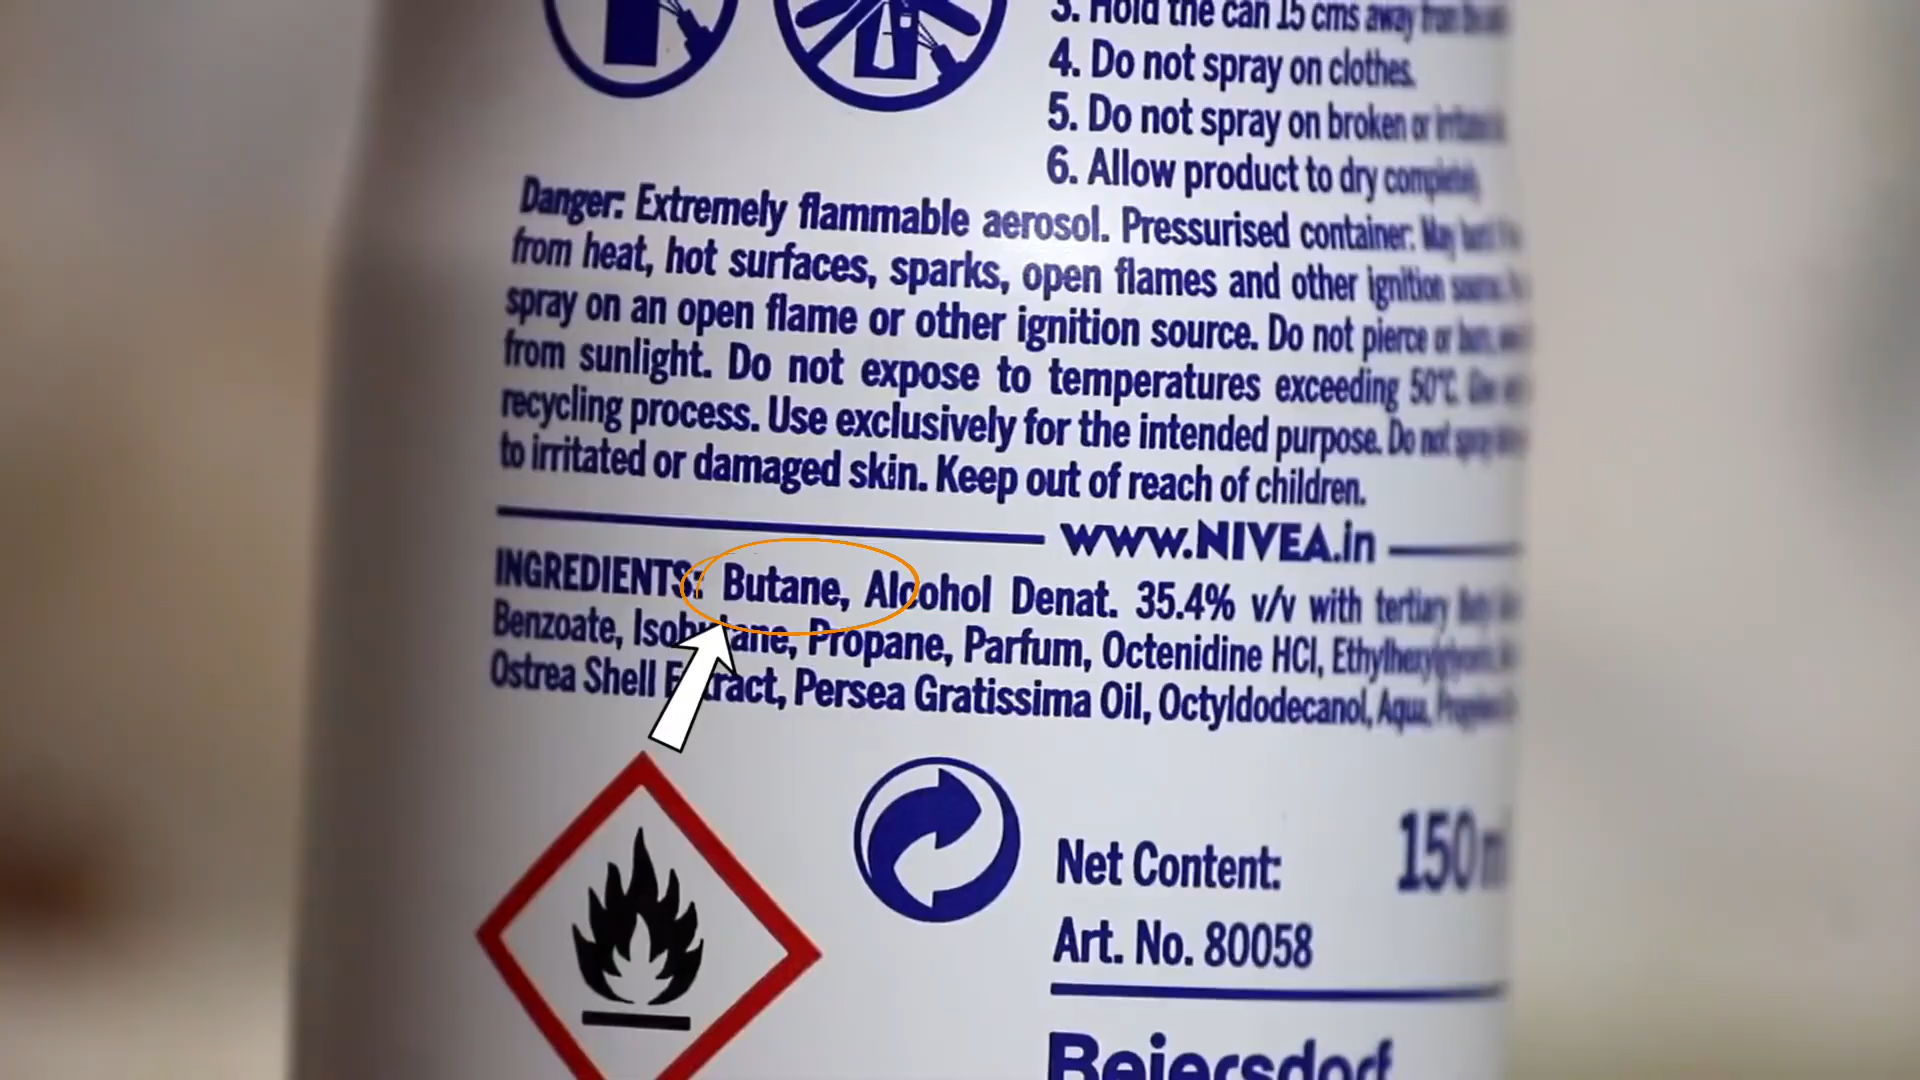 3. Hold the can 15 cms away from
4. Do not spray on clothes.
5. Do not spray on broken or
6. Allow product to dry completely
Danger: Extremely flammable aerosol. Pressurised container: May
from heat, hot surfaces, sparks, open flames and other ignition
spray on an open flame or other ignition source. Do not pierce or
from sunlight. Do not expose to temperatures exceeding 50°C.
recycling process. Use exclusively for the intended purpose. Do not spray
to irritated or damaged skin. Keep out of reach of children.
www.NIVEA.in
INGREDIENTS: Butane, Alcohol Denat. 35.4% v/v with tertiary
Benzoate, Isobutane, Propane, Parfum, Octenidine HCl,
Ostrea Shell Extract, Persea Gratissima Oil, Octyldodecanol, Aqua,
Net Content: 150
Art. No. 80058
Beiersdorf